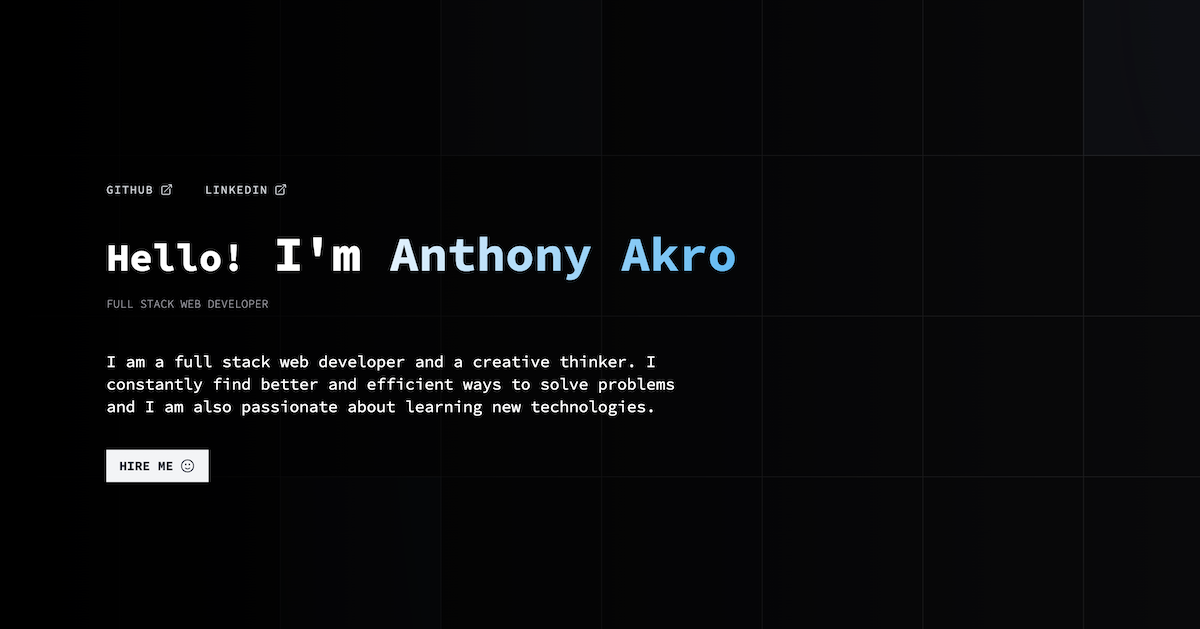 GITHUB LINKEDIN
Hello! I'm Anthony Akro
FULL STACK WEB DEVELOPER
I am a full stack web developer and a creative thinker. I
constantly find better and efficient ways to solve problems
and I am also passionate about learning new technologies.
HIRE ME